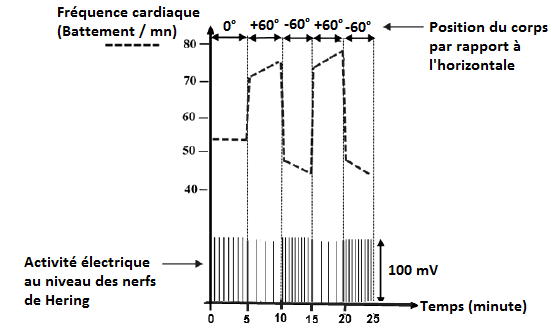 Fréquence cardiaque
(Battement / mn)
0° +60° -60° +60° -60°
Position du corps
par rapport à
l'horizontale
80
70
60
50
40
Activité électrique
au niveau des nerfs
de Hering
100 mV
0 5 10 15 20 25
Temps (minute)